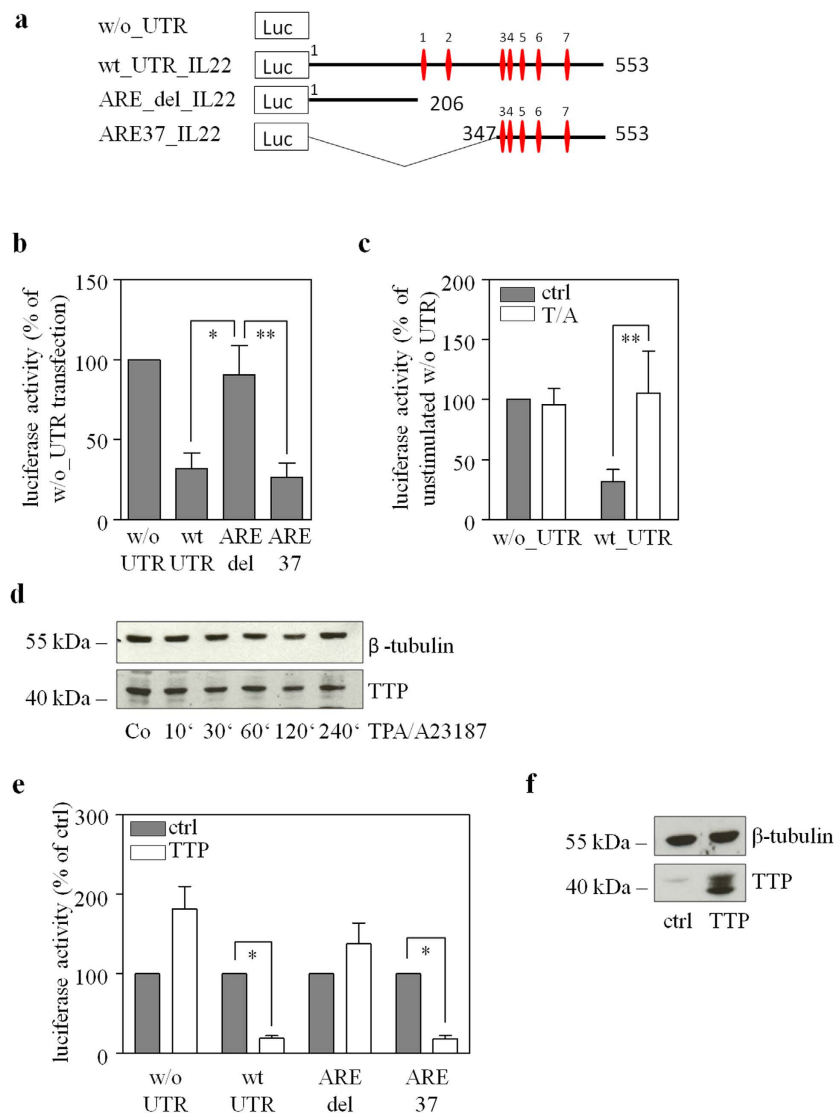 a
w/o_UTR Luc
1 1 2 34 5 6 7
wt_UTR_IL22 Luc 553
1
ARE_del_IL22 Luc 206
34 5 6 7
ARE37_IL22 Luc 347 553
b
luciferase activity (% of
w/o_UTR transfection)
150
100
50
0
* **
w/o
UTR
wt
UTR
ARE
del
ARE
37
c
luciferase activity (% of
unstimulated w/o UTR)
200
150
100
50
0
ctrl
T/A
**
w/o_UTR wt_UTR
d
55 kDa – β -tubulin
40 kDa – TTP
Co 10‘ 30‘ 60‘ 120‘ 240‘ TPA/A23187
e
luciferase activity (% of ctrl)
300
200
100
0
ctrl
TTP
* *
w/o
UTR
wt
UTR
ARE
del
ARE
37
f
55 kDa – β-tubulin
40 kDa – TTP
ctrl TTP